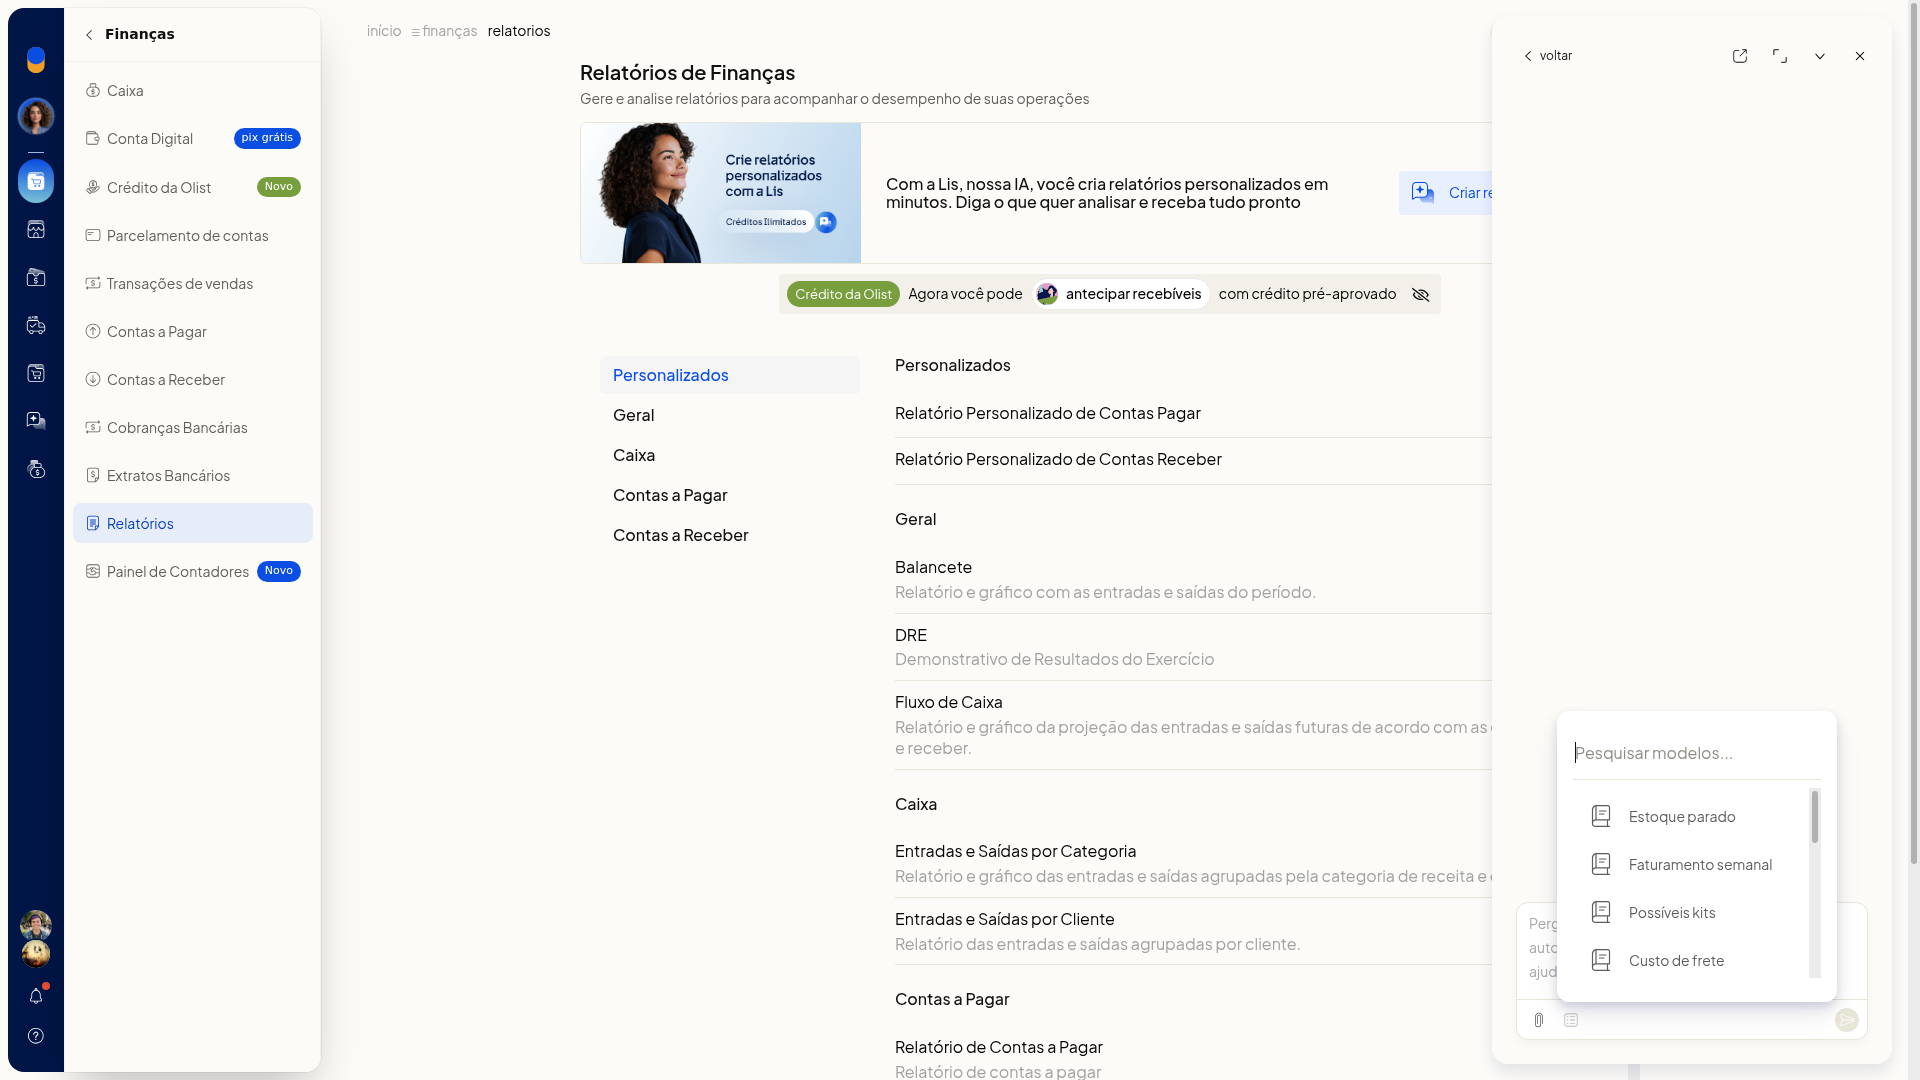 Finanças
Caixa
Conta Digital
pix grátis
Crédito da Olist
Novo
Parcelamento de contas
Transações de vendas
Contas a Pagar
Contas a Receber
Cobranças Bancárias
Extratos Bancários
Relatórios
Painel de Contadores
Novo
início
finanças
relatorios
Relatórios de Finanças
Gere e analise relatórios para acompanhar o desempenho de suas operações
Crie relatórios
personalizados
com a Lis
Créditos Ilimitados
Com a Lis, nossa IA, você cria relatórios personalizados em
minutos. Diga o que quer analisar e receba tudo pronto
Criar re
Crédito da Olist Agora você pode antecipar recebíveis com crédito pré-aprovado
Personalizados
Geral
Caixa
Contas a Pagar
Contas a Receber
Personalizados
Relatório Personalizado de Contas Pagar
Relatório Personalizado de Contas Receber
Geral
Balancete
Relatório e gráfico com as entradas e saídas do período.
DRE
Demonstrativo de Resultados do Exercício
Fluxo de Caixa
Relatório e gráfico da projeção das entradas e saídas futuras de acordo com as
e receber.
Caixa
Entradas e Saídas por Categoria
Relatório e gráfico das entradas e saídas agrupadas pela categoria de receita e
Entradas e Saídas por Cliente
Relatório das entradas e saídas agrupadas por cliente.
Contas a Pagar
Relatório de Contas a Pagar
Relatório de contas a pagar
voltar
Pesquisar modelos...
Estoque parado
Faturamento semanal
Possíveis kits
Custo de frete
Perg
auto
ajud